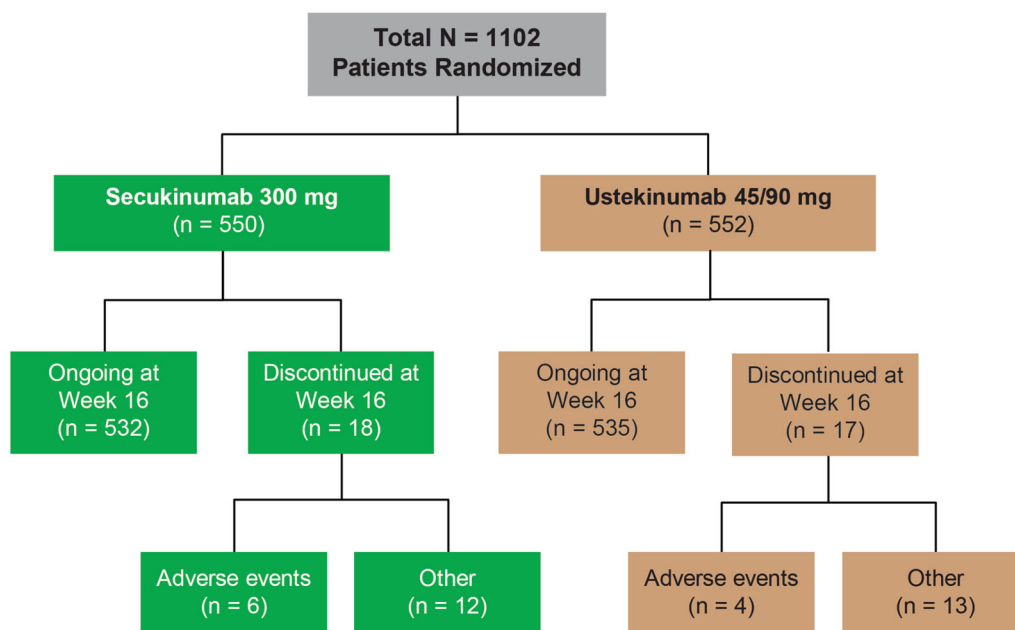 Total N = 1102
Patients Randomized
Secukinumab 300 mg
(n = 550)
Ustekinumab 45/90 mg
(n = 552)
Ongoing at
Week 16
(n = 532)
Discontinued at
Week 16
(n = 18)
Ongoing at
Week 16
(n = 535)
Discontinued at
Week 16
(n = 17)
Adverse events
(n = 6)
Other
(n = 12)
Adverse events
(n = 4)
Other
(n = 13)